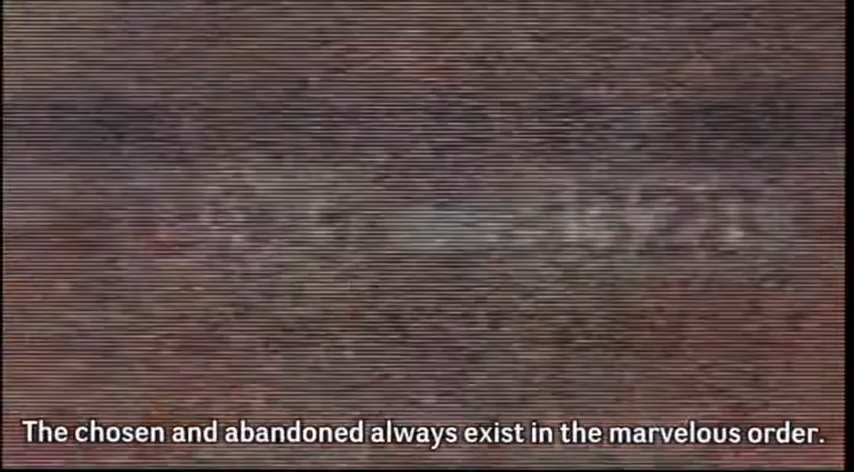 The chosen and abandoned always exist in the marvelous order.